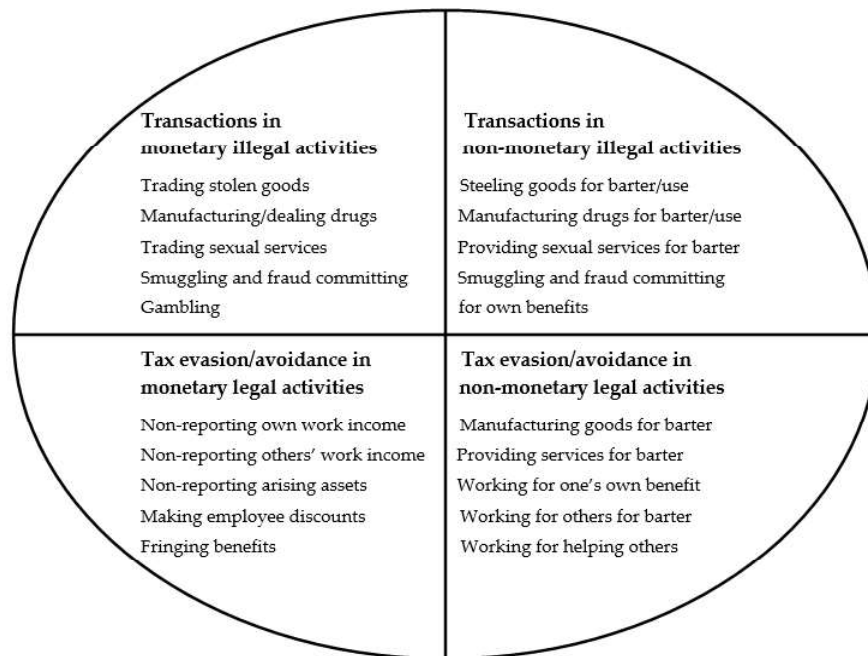 Transactions in
monetary illegal activities
Trading stolen goods
Manufacturing/dealing drugs
Trading sexual services
Smuggling and fraud committing
Gambling
Transactions in
non-monetary illegal activities
Steeling goods for barter/use
Manufacturing drugs for barter/use
Providing sexual services for barter
Smuggling and fraud committing
for own benefits
Tax evasion/avoidance in
monetary legal activities
Non-reporting own work income
Non-reporting others’ work income
Non-reporting arising assets
Making employee discounts
Fringing benefits
Tax evasion/avoidance in
non-monetary legal activities
Manufacturing goods for barter
Providing services for barter
Working for one’s own benefit
Working for others for barter
Working for helping others